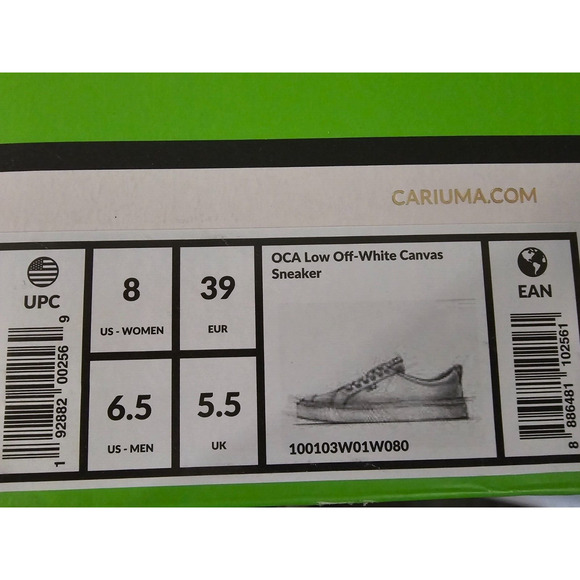 CARIUMA.COM
UPC
1 92882 00256 9
8
US - WOMEN
39
EUR
6.5
US - MEN
5.5
UK
OCA Low Off-White Canvas
Sneaker
100103W01W080
EAN
8 886481 102561